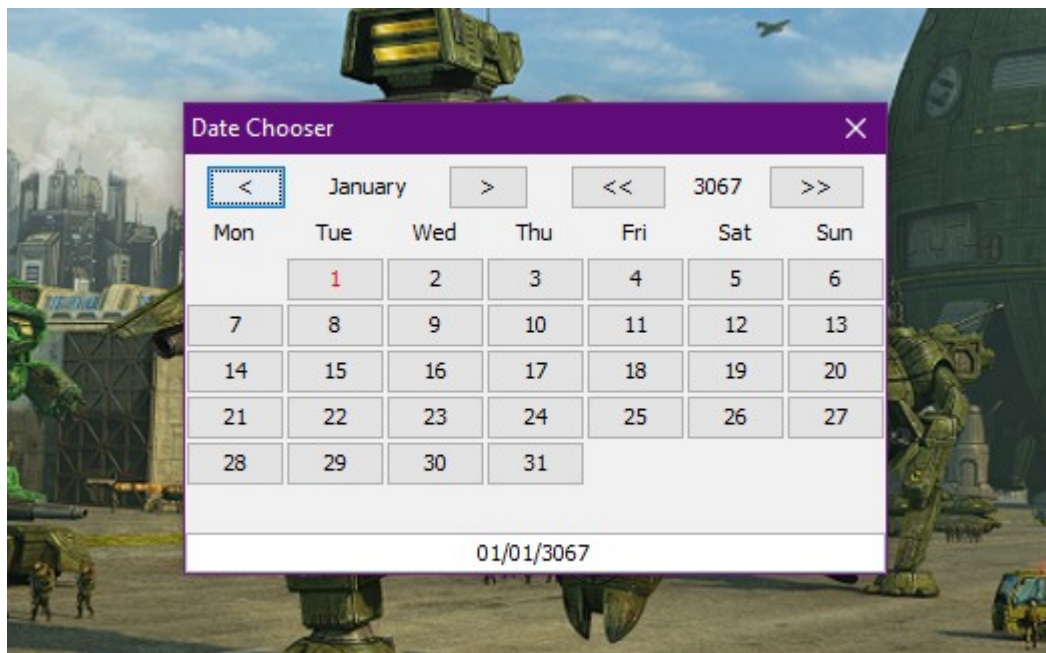 Date Chooser
< January > << 3067 >>
Mon Tue Wed Thu Fri Sat Sun
1 2 3 4 5 6
7 8 9 10 11 12 13
14 15 16 17 18 19 20
21 22 23 24 25 26 27
28 29 30 31
01/01/3067